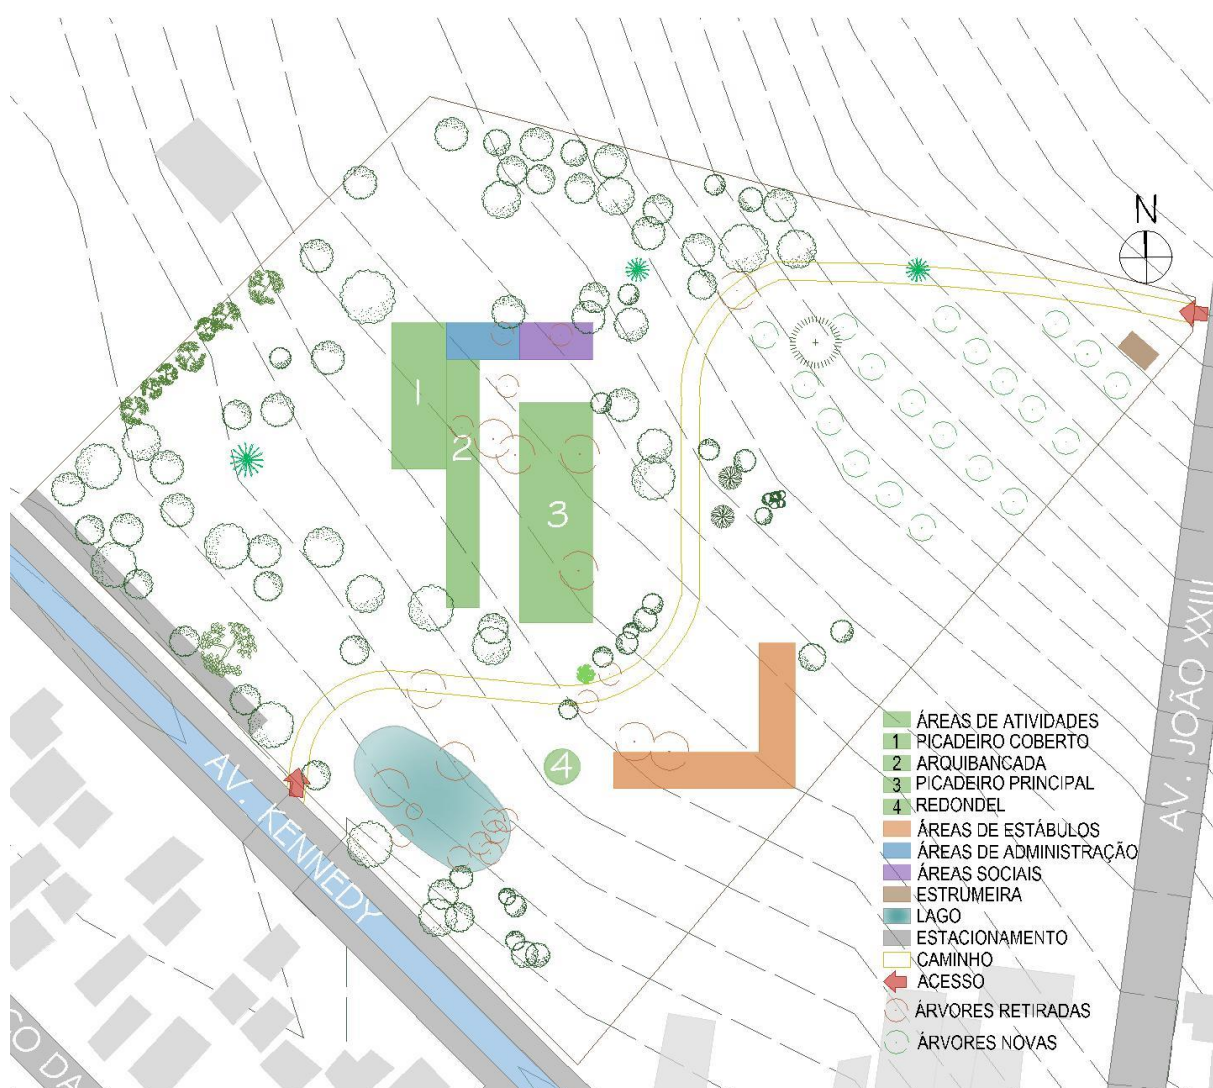 N
1
2
3
4
AV. KENNEDY
AV. JOÃO XXIII
ÁREAS DE ATIVIDADES
1 PICADEIRO COBERTO
2 ARQUIBANCADA
3 PICADEIRO PRINCIPAL
4 REDONDEL
ÁREAS DE ESTÁBULOS
ÁREAS DE ADMINISTRAÇÃO
ÁREAS SOCIAIS
ESTRUMEIRA
LAGO
ESTACIONAMENTO
CAMINHO
ACESSO
ÁRVORES RETIRADAS
ÁRVORES NOVAS